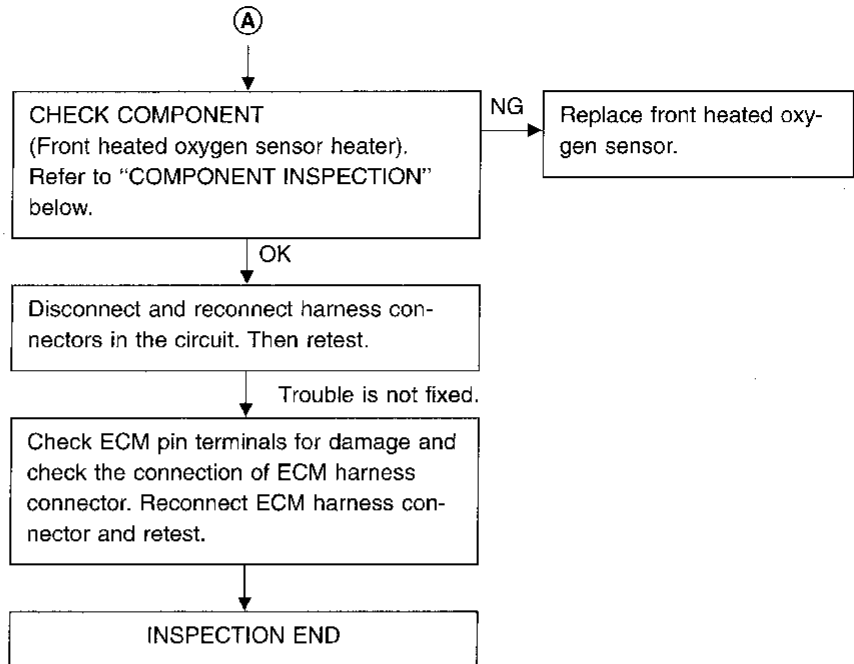 A
CHECK COMPONENT
(Front heated oxygen sensor heater).
Refer to “COMPONENT INSPECTION”
below.
NG
Replace front heated oxy-
gen sensor.
OK
Disconnect and reconnect harness con-
nectors in the circuit. Then retest.
Trouble is not fixed.
Check ECM pin terminals for damage and
check the connection of ECM harness
connector. Reconnect ECM harness con-
nector and retest.
INSPECTION END